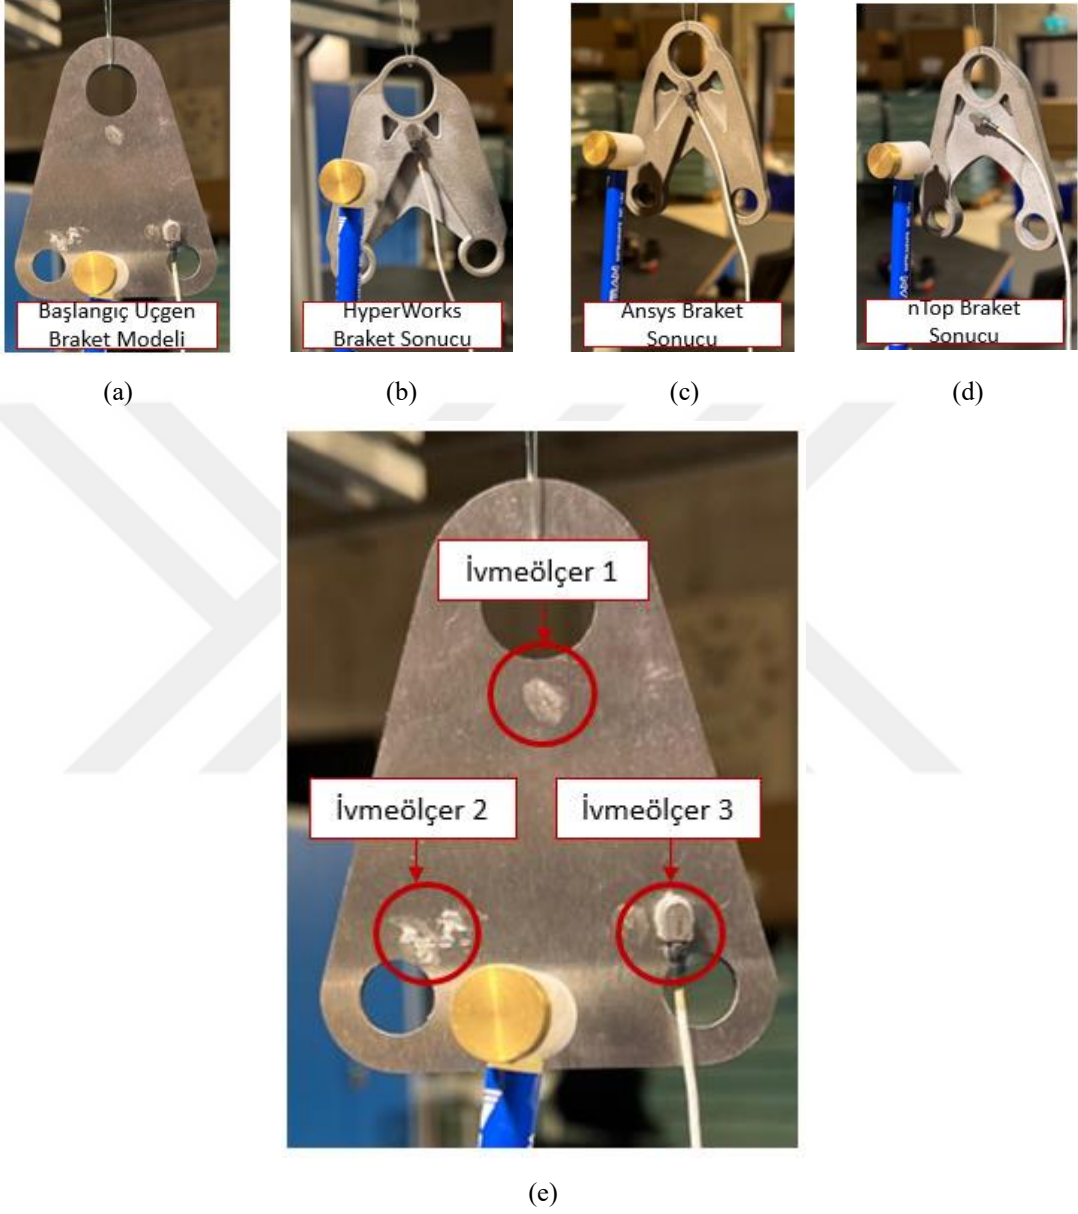 Başlangıç Üçgen
Braket Modeli
HyperWorks
Braket Sonucu
Ansys Braket
Sonucu
nTop Braket
Sonucu
(a)
(b)
(c)
(d)
İvmeölçer 1
İvmeölçer 2
İvmeölçer 3
(e)